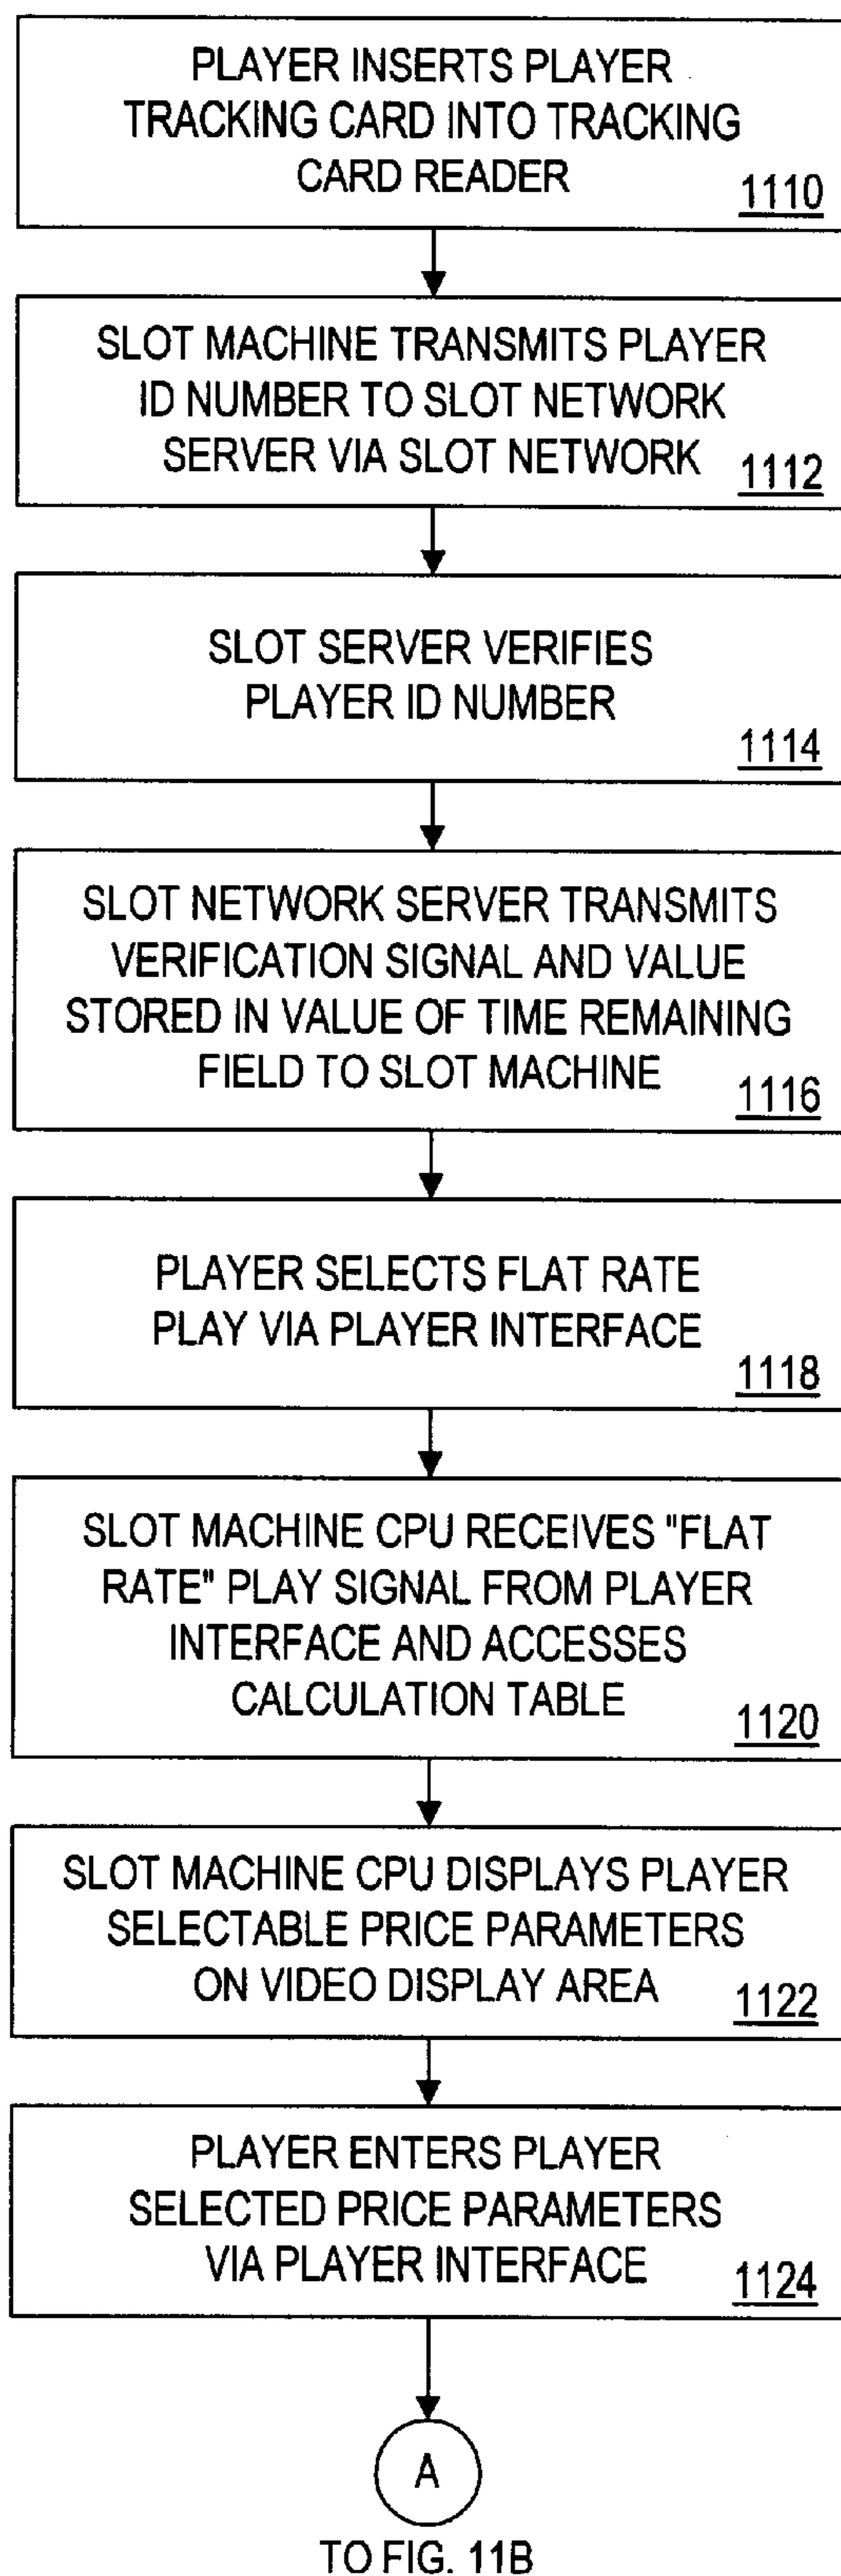 PLAYER INSERTS PLAYER
TRACKING CARD INTO TRACKING
CARD READER
1110
SLOT MACHINE TRANSMITS PLAYER
ID NUMBER TO SLOT NETWORK
SERVER VIA SLOT NETWORK
1112
SLOT SERVER VERIFIES
PLAYER ID NUMBER
1114
SLOT NETWORK SERVER TRANSMITS
VERIFICATION SIGNAL AND VALUE
STORED IN VALUE OF TIME REMAINING
FIELD TO SLOT MACHINE
1116
PLAYER SELECTS FLAT RATE
PLAY VIA PLAYER INTERFACE
1118
SLOT MACHINE CPU RECEIVES "FLAT
RATE" PLAY SIGNAL FROM PLAYER
INTERFACE AND ACCESSES
CALCULATION TABLE
1120
SLOT MACHINE CPU DISPLAYS PLAYER
SELECTABLE PRICE PARAMETERS
ON VIDEO DISPLAY AREA
1122
PLAYER ENTERS PLAYER
SELECTED PRICE PARAMETERS
VIA PLAYER INTERFACE
1124
A
TO FIG. 11B